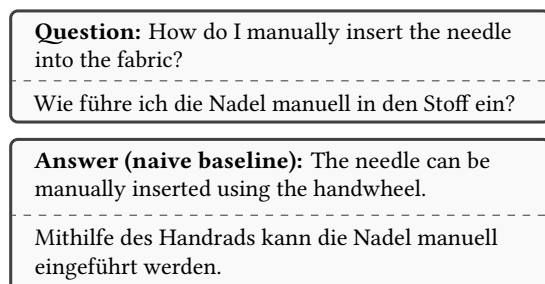 Question: How do I manually insert the needle
into the fabric?
Wie führe ich die Nadel manuell in den Stoff ein?
Answer (naive baseline): The needle can be
manually inserted using the handwheel.
Mithilfe des Handrads kann die Nadel manuell
eingeführt werden.